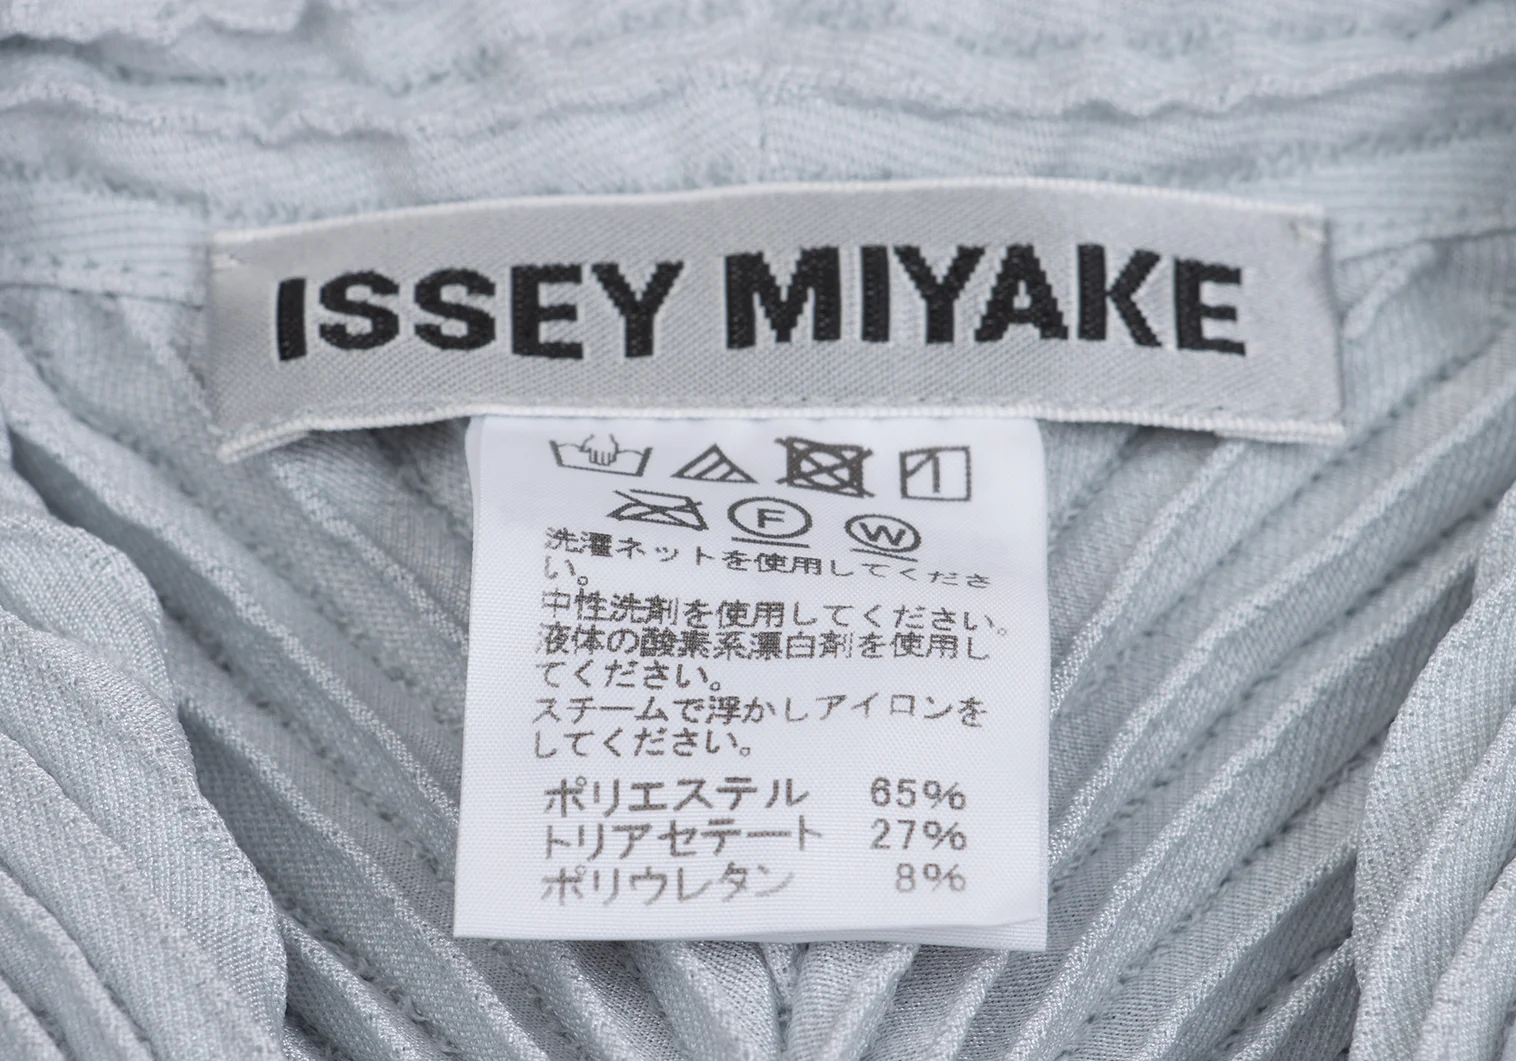 ISSEY MIYAKE
F W
洗濯ネットを使用してくださ
い。
中性洗剤を使用してください。
液体の酸素系漂白剤を使用し
てください。
スチームで浮かしアイロンを
してください。
ポリエステル 65%
トリアセテート 27%
ポリウレタン 8%